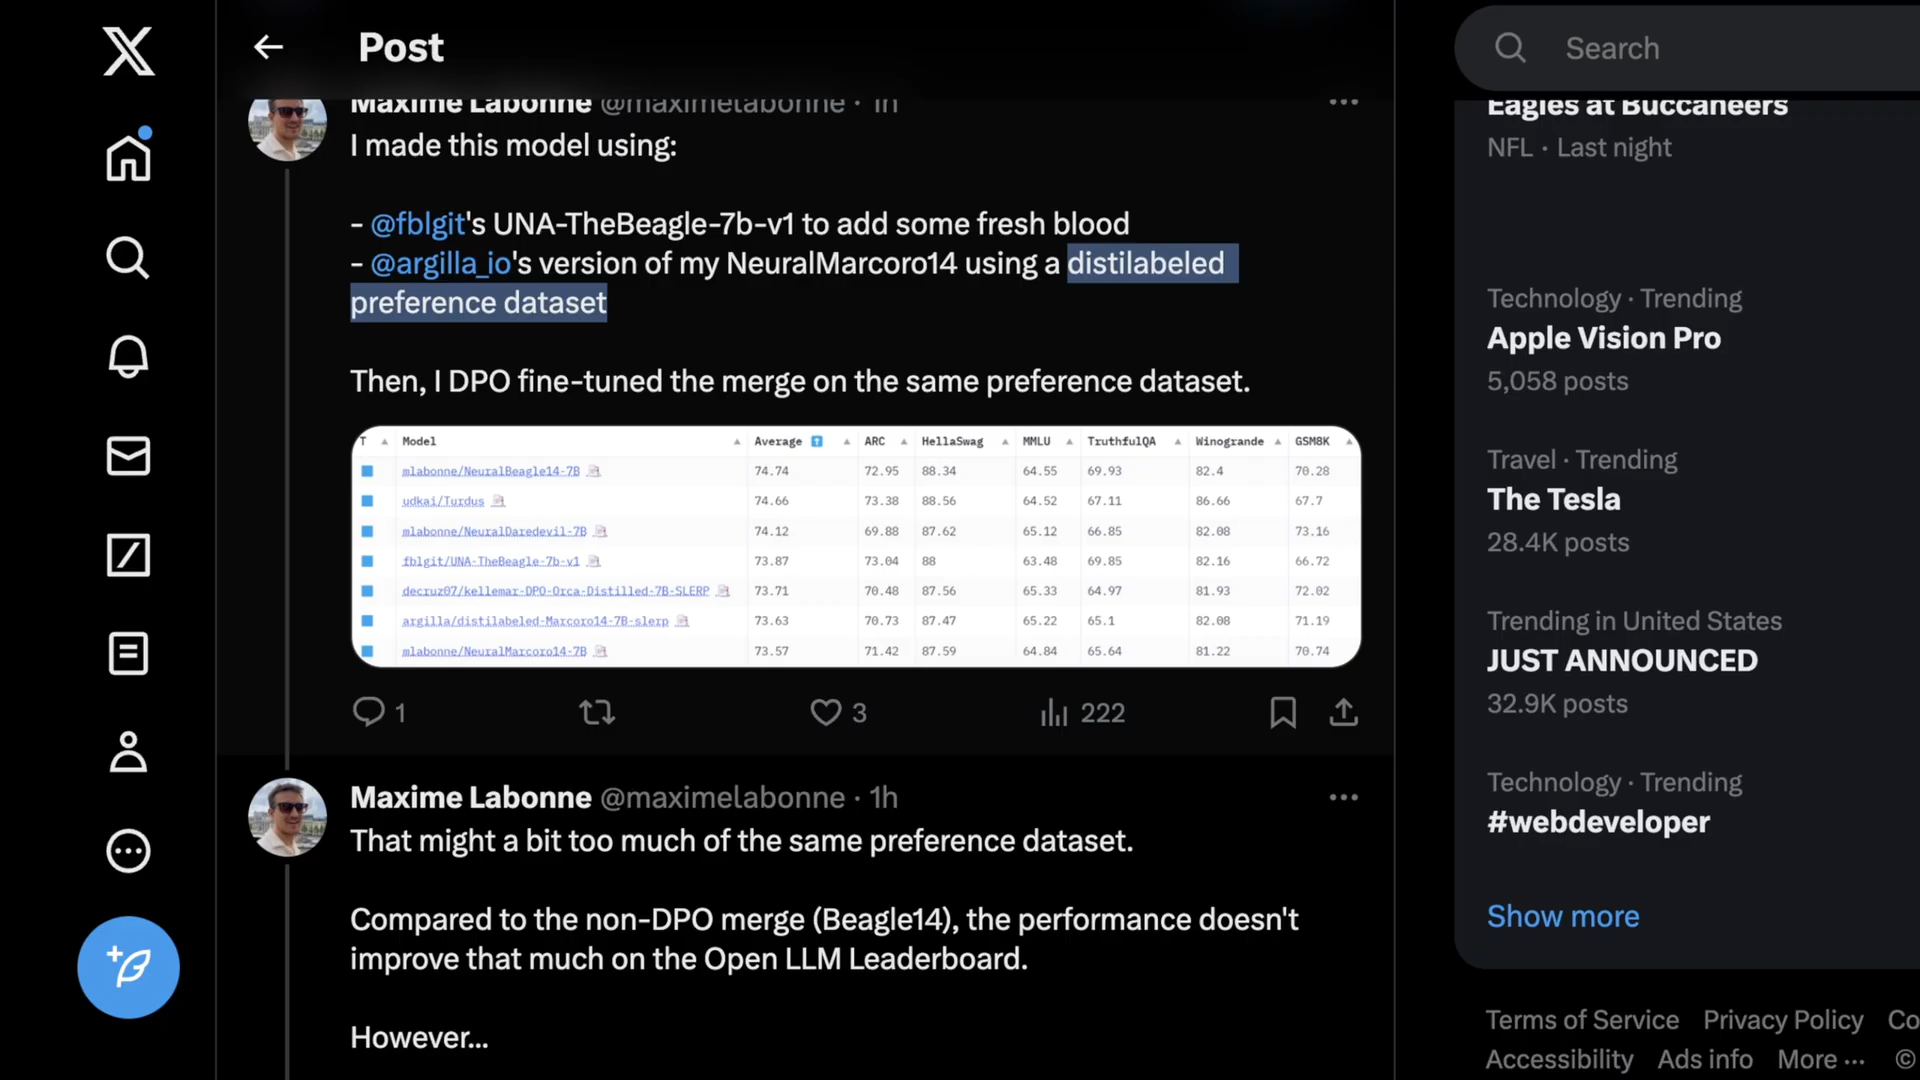 Post
Maxime Labonne @maximelabonne · 1h
I made this model using:
- @fblgit's UNA-TheBeagle-7b-v1 to add some fresh blood
- @argilla_io's version of my NeuralMarcoro14 using a distilabeled
preference dataset
Then, I DPO fine-tuned the merge on the same preference dataset.
T Model Average ARC HellaSwag MMLU TruthfulQA Winogrande GSM8K
mlabonne/NeuralBeagle14-7B 74.74 72.95 88.34 64.55 69.93 82.4 70.28
udkai/Turdus 74.66 73.38 88.56 64.52 67.11 86.66 67.7
mlabonne/NeuralDaredevil-7B 74.12 69.88 87.62 65.12 66.85 82.08 73.16
fblgit/UNA-TheBeagle-7b-v1 73.87 73.04 88 63.48 69.85 82.16 66.72
decruz07/kellemar-DPO-Orca-Distilled-7B-SLERP 73.71 70.48 87.56 65.33 64.97 81.93 72.02
argilla/distilabeled-Marcoro14-7B-slerp 73.63 70.73 87.47 65.22 65.1 82.08 71.19
mlabonne/NeuralMarcoro14-7B 73.57 71.42 87.59 64.84 65.64 81.22 70.74
1 3 222
Maxime Labonne @maximelabonne · 1h
That might a bit too much of the same preference dataset.
Compared to the non-DPO merge (Beagle14), the performance doesn't
improve that much on the Open LLM Leaderboard.
However...
Search
Eagles at Buccaneers
NFL · Last night
Technology · Trending
Apple Vision Pro
5,058 posts
Travel · Trending
The Tesla
28.4K posts
Trending in United States
JUST ANNOUNCED
32.9K posts
Technology · Trending
#webdeveloper
Show more
Terms of Service Privacy Policy Co
Accessibility Ads info More ··· ©